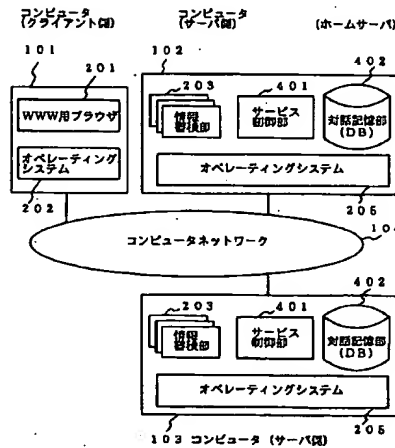 コンピュータ
(クライアント側)
コンピュータ
(サーバ側)
(ホームサーバ)
101
201
WWW用ブラウザ
オペレーティング
システム
202
102
203
情報
蓄積部
401
サービス
制御部
402
対話記憶部
(DB)
オペレーティングシステム
205
コンピュータネットワーク
104
203
情報
蓄積部
401
サービス
制御部
402
対話記憶部
(DB)
オペレーティングシステム
205
103 コンピュータ (サーバ側)